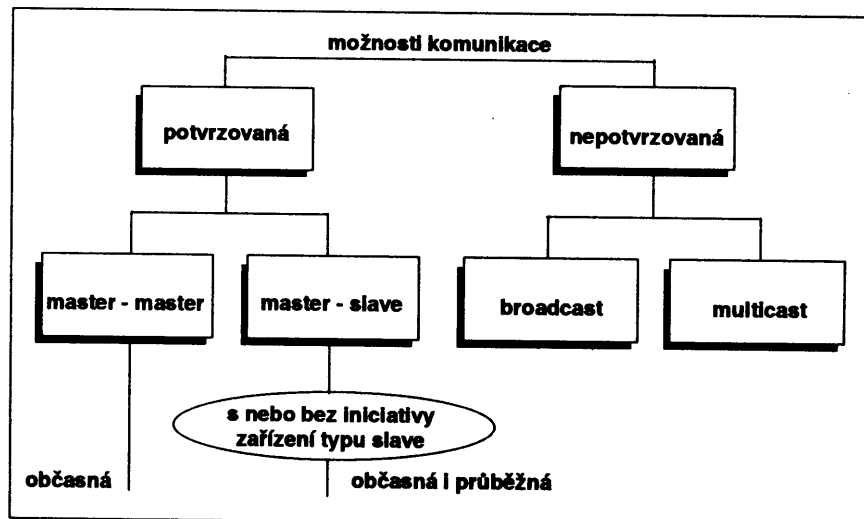 možnosti komunikace
potvrzovaná
nepotvrzovaná
master - master
master - slave
broadcast
multicast
s nebo bez iniciativy
zařízení typu slave
občasná
občasná i průběžná